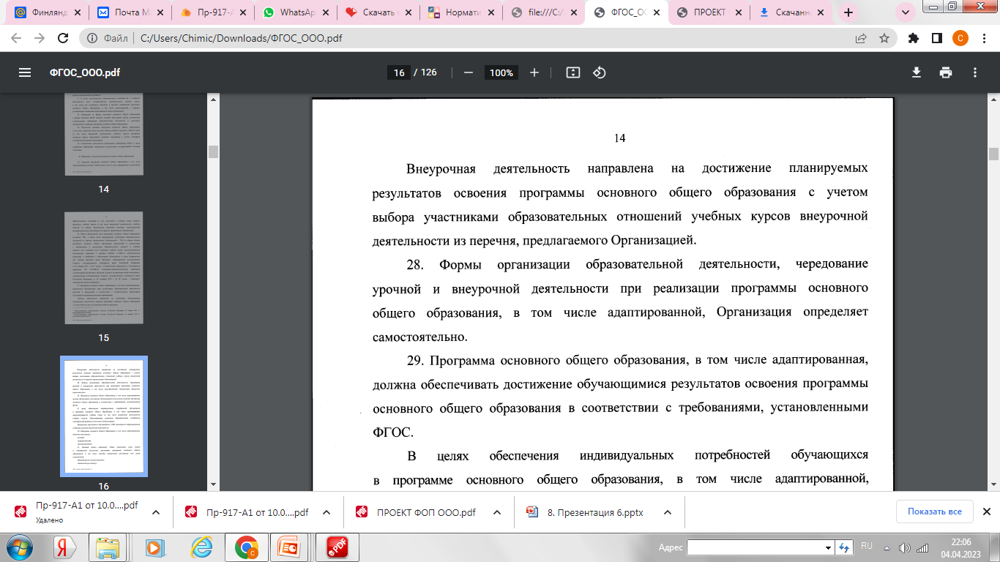 Финлянд
Почта М
Пр-917-А
WhatsAp
Скачать
Нормати
file:///C:/
ФГОС_ОО
ПРОЕКТ
Скачанн
Файл C:/Users/Chimic/Downloads/ФГОС_ООО.pdf
С
ФГОС_ООО.pdf
16 / 126
100%
14
15
16
14
Внеурочная деятельность направлена на достижение планируемых
результатов освоения программы основного общего образования с учетом
выбора участниками образовательных отношений учебных курсов внеурочной
деятельности из перечня, предлагаемого Организацией.
28. Формы организации образовательной деятельности, чередование
урочной и внеурочной деятельности при реализации программы основного
общего образования, в том числе адаптированной, Организация определяет
самостоятельно.
29. Программа основного общего образования, в том числе адаптированная,
должна обеспечивать достижение обучающимися результатов освоения программы
основного общего образования в соответствии с требованиями, установленными
ФГОС.
В целях обеспечения индивидуальных потребностей обучающихся
в программе основного общего образования, в том числе адаптированной,
Пр-917-А1 от 10.0....pdf
Удалено
Пр-917-А1 от 10.0....pdf
ПРОЕКТ ФОП ООО.pdf
8. Презентация 6.pptx
Показать все
Адрес
RU
22:06
04.04.2023